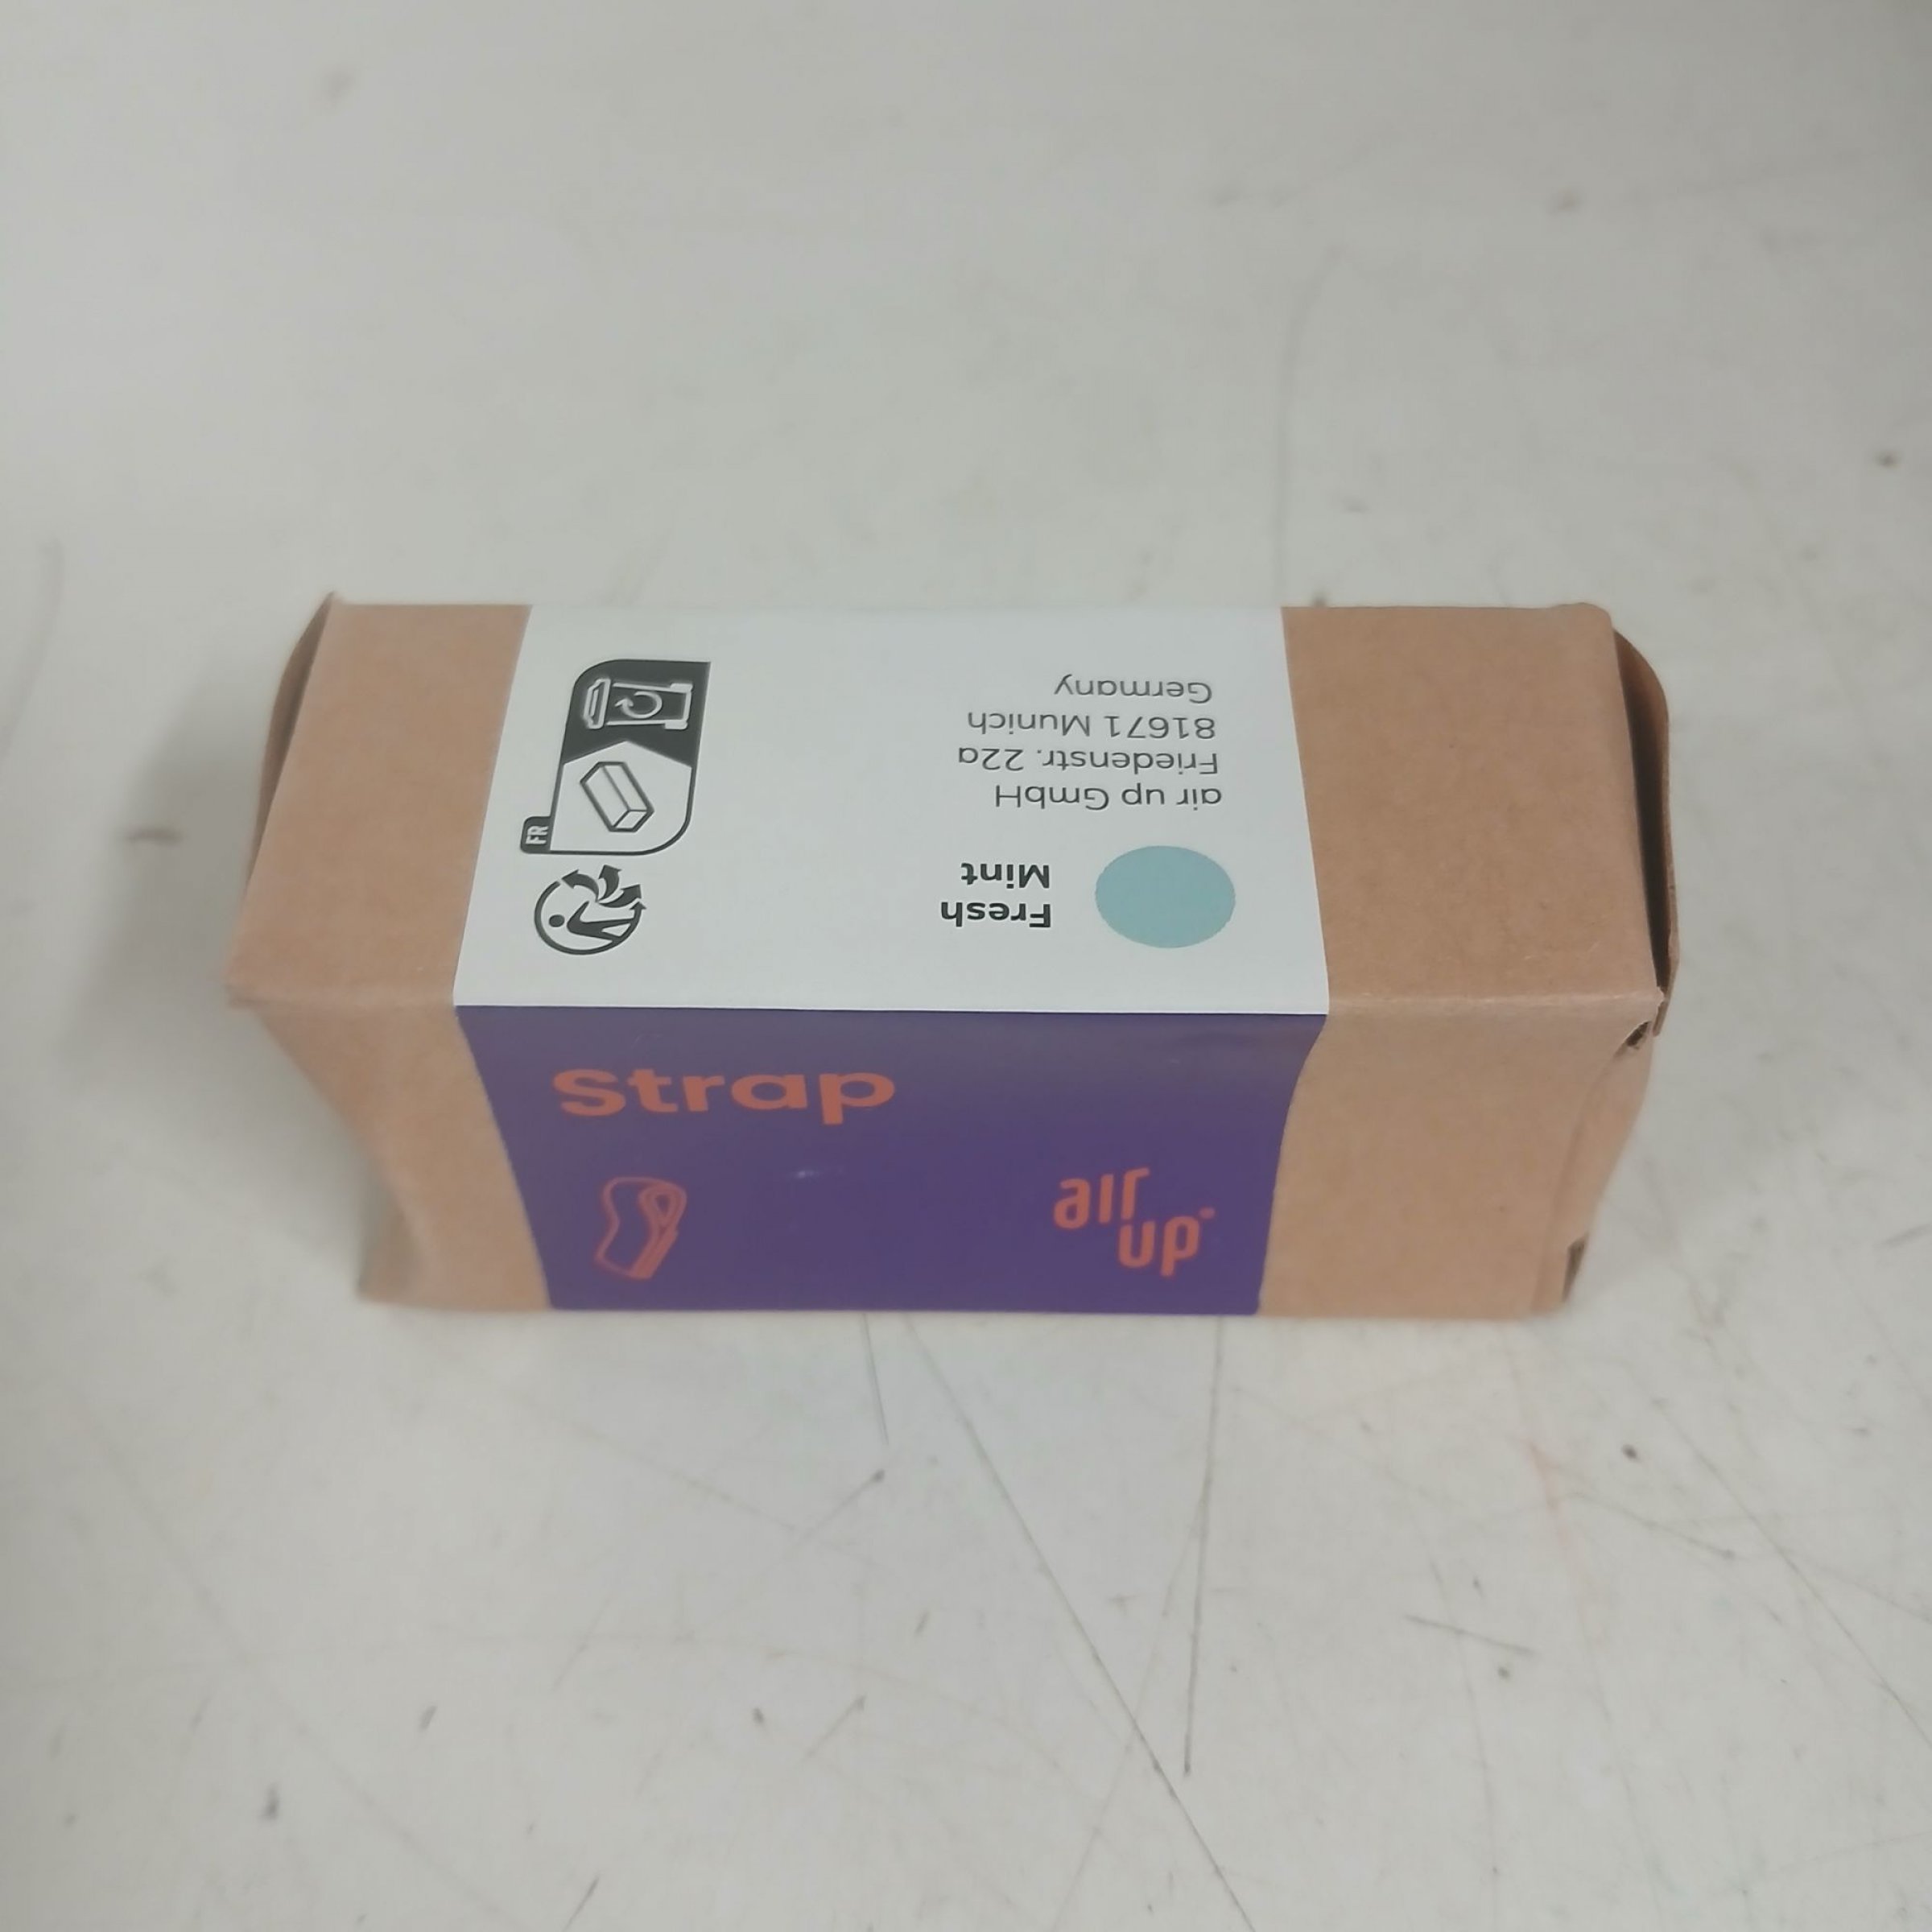 Fresh
Mint
air up GmbH
Friedenstr. 22a
81671 Munich
Germany
FR
Strap
air
up®